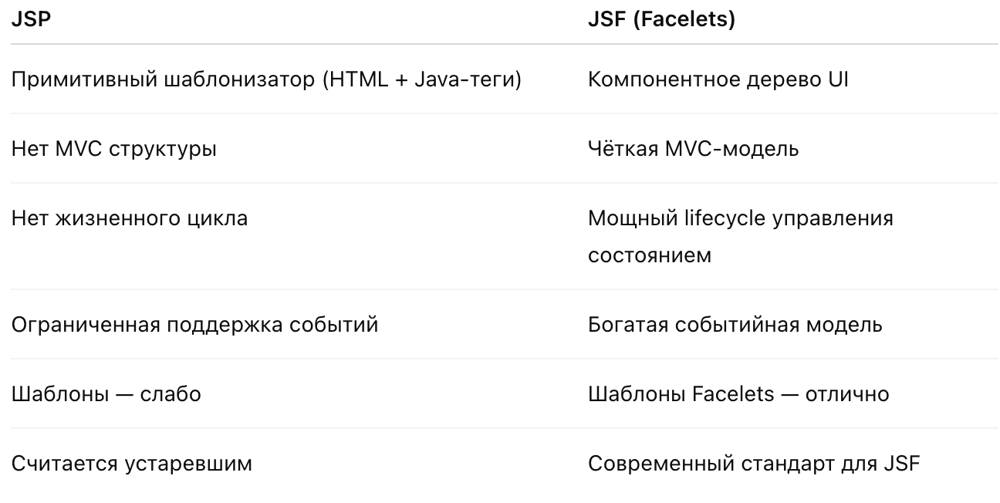 JSP JSF (Facelets)
Примитивный шаблонизатор (HTML + Java-теги) Компонентное дерево UI
Нет MVC структуры Чёткая MVC-модель
Нет жизненного цикла Мощный lifecycle управления
состоянием
Ограниченная поддержка событий Богатая событийная модель
Шаблоны — слабо Шаблоны Facelets — отлично
Считается устаревшим Современный стандарт для JSF